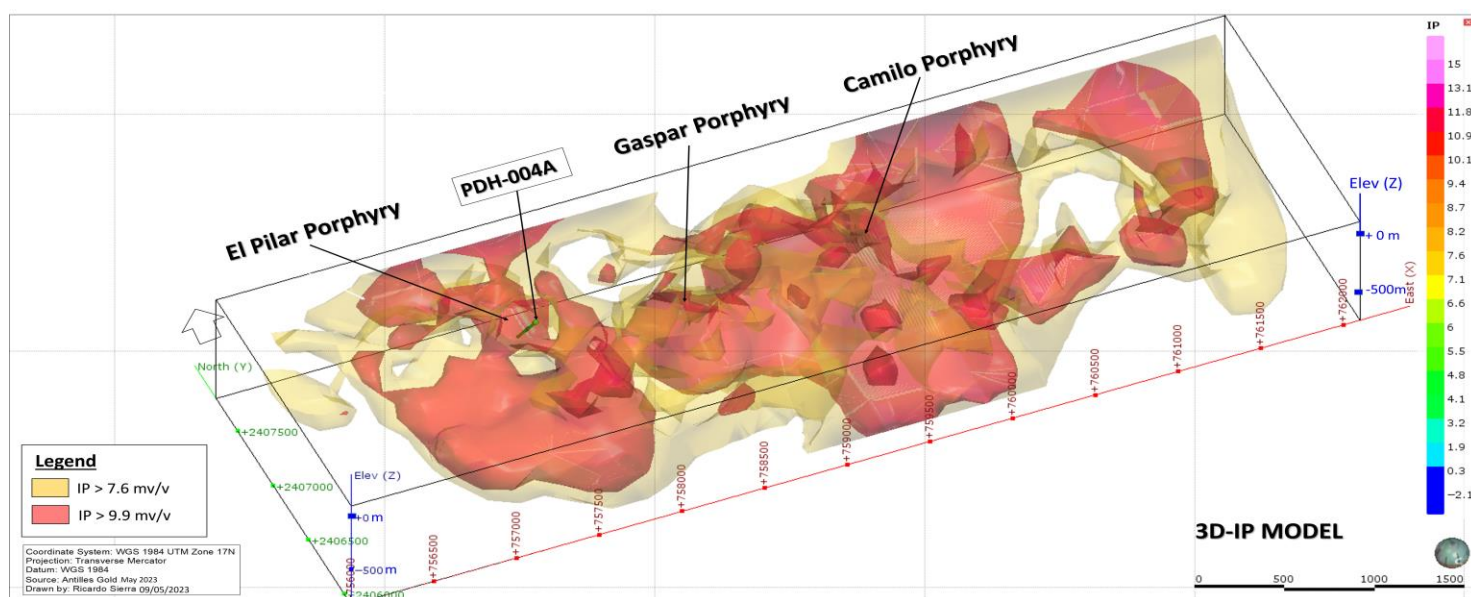 Camilo Porphyry
Gaspar Porphyry
PDH-004A
El Pilar Porphyry
IP
15
13.1
11.8
10.9
10.1
9.4
8.7
8.2
7.6
7.1
6.6
6
5.5
4.8
4.1
3.2
1.9
0.3
-2.1
Elev (Z)
+ 0 m
-500m
East (X)
North (Y)
+2407500
+2407000
+2406500
+2406000
Elev (Z)
+0 m
-500m
+756000
+756500
+757000
+757500
+758000
+758500
+759000
+759500
+760000
+760500
+761000
+761500
+762000
Legend
IP > 7.6 mv/v
IP > 9.9 mv/v
Coordinate System: WGS 1984 UTM Zone 17N
Projection: Transverse Mercator
Datum: WGS 1984
Source: Antilles Gold May 2023
Drawn by: Ricardo Sierra 09/05/2023
3D-IP MODEL
0 500 1000 1500